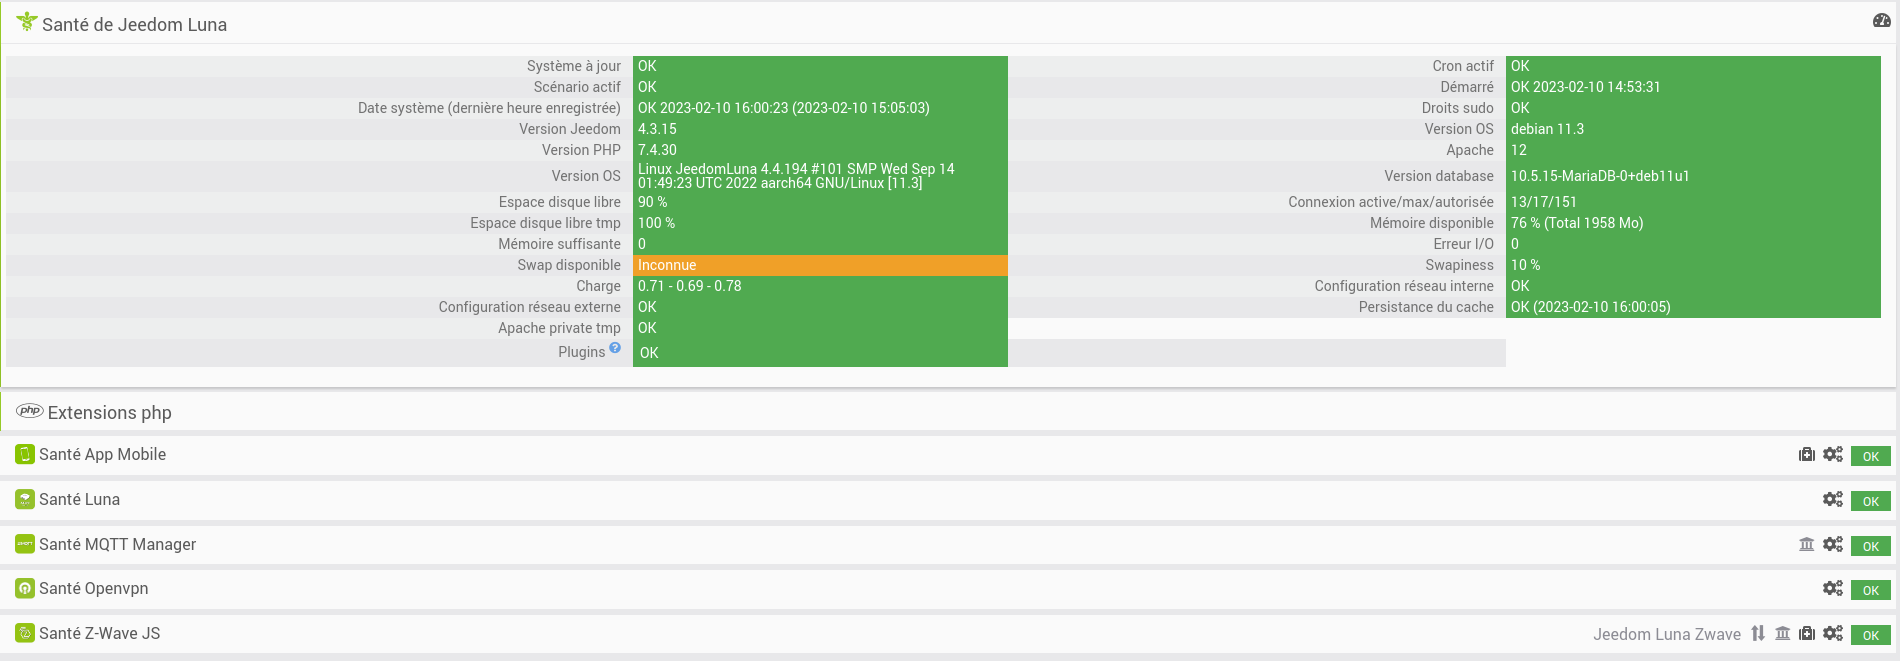 Santé de Jeedom Luna
Système à jour OK Cron actif OK
Scénario actif OK Démarré OK 2023-02-10 14:53:31
Date système (dernière heure enregistrée) OK 2023-02-10 16:00:23 (2023-02-10 15:05:03) Droits sudo OK
Version Jeedom 4.3.15 Version OS debian 11.3
Version PHP 7.4.30 Apache 12
Version OS Linux JeedomLuna 4.4.194 #101 SMP Wed Sep 14
01:49:23 UTC 2022 aarch64 GNU/Linux [11.3] Version database 10.5.15-MariaDB-0+deb11u1
Espace disque libre 90 % Connexion active/max/autorisée 13/17/151
Espace disque libre tmp 100 % Mémoire disponible 76 % (Total 1958 Mo)
Mémoire suffisante 0 Erreur I/O 0
Swap disponible Inconnue Swapiness 10 %
Charge 0.71 - 0.69 - 0.78 Configuration réseau interne OK
Configuration réseau externe OK Persistance du cache OK (2023-02-10 16:00:05)
Apache private tmp OK
Plugins ? OK
php Extensions php
Santé App Mobile OK
Santé Luna OK
Santé MQTT Manager OK
Santé Openvpn OK
Santé Z-Wave JS Jeedom Luna Zwave OK